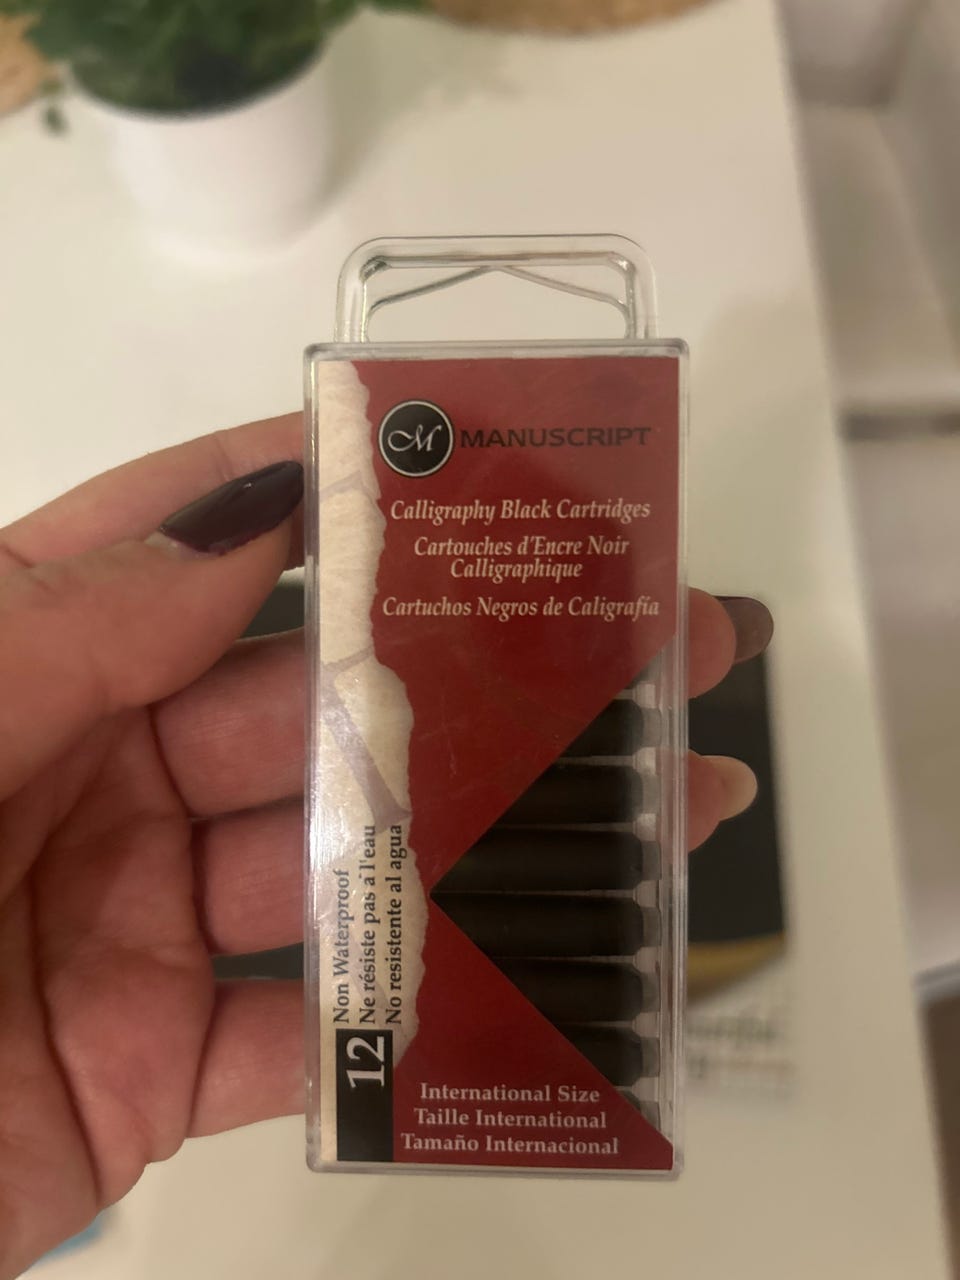 M MANUSCRIPT
Calligraphy Black Cartridges
Cartouches d'Encre Noir
Calligraphique
Cartuchos Negros de Caligrafía
Non Waterproof
Ne résiste pas à l'eau
No resistente al agua
12
International Size
Taille International
Tamaño Internacional